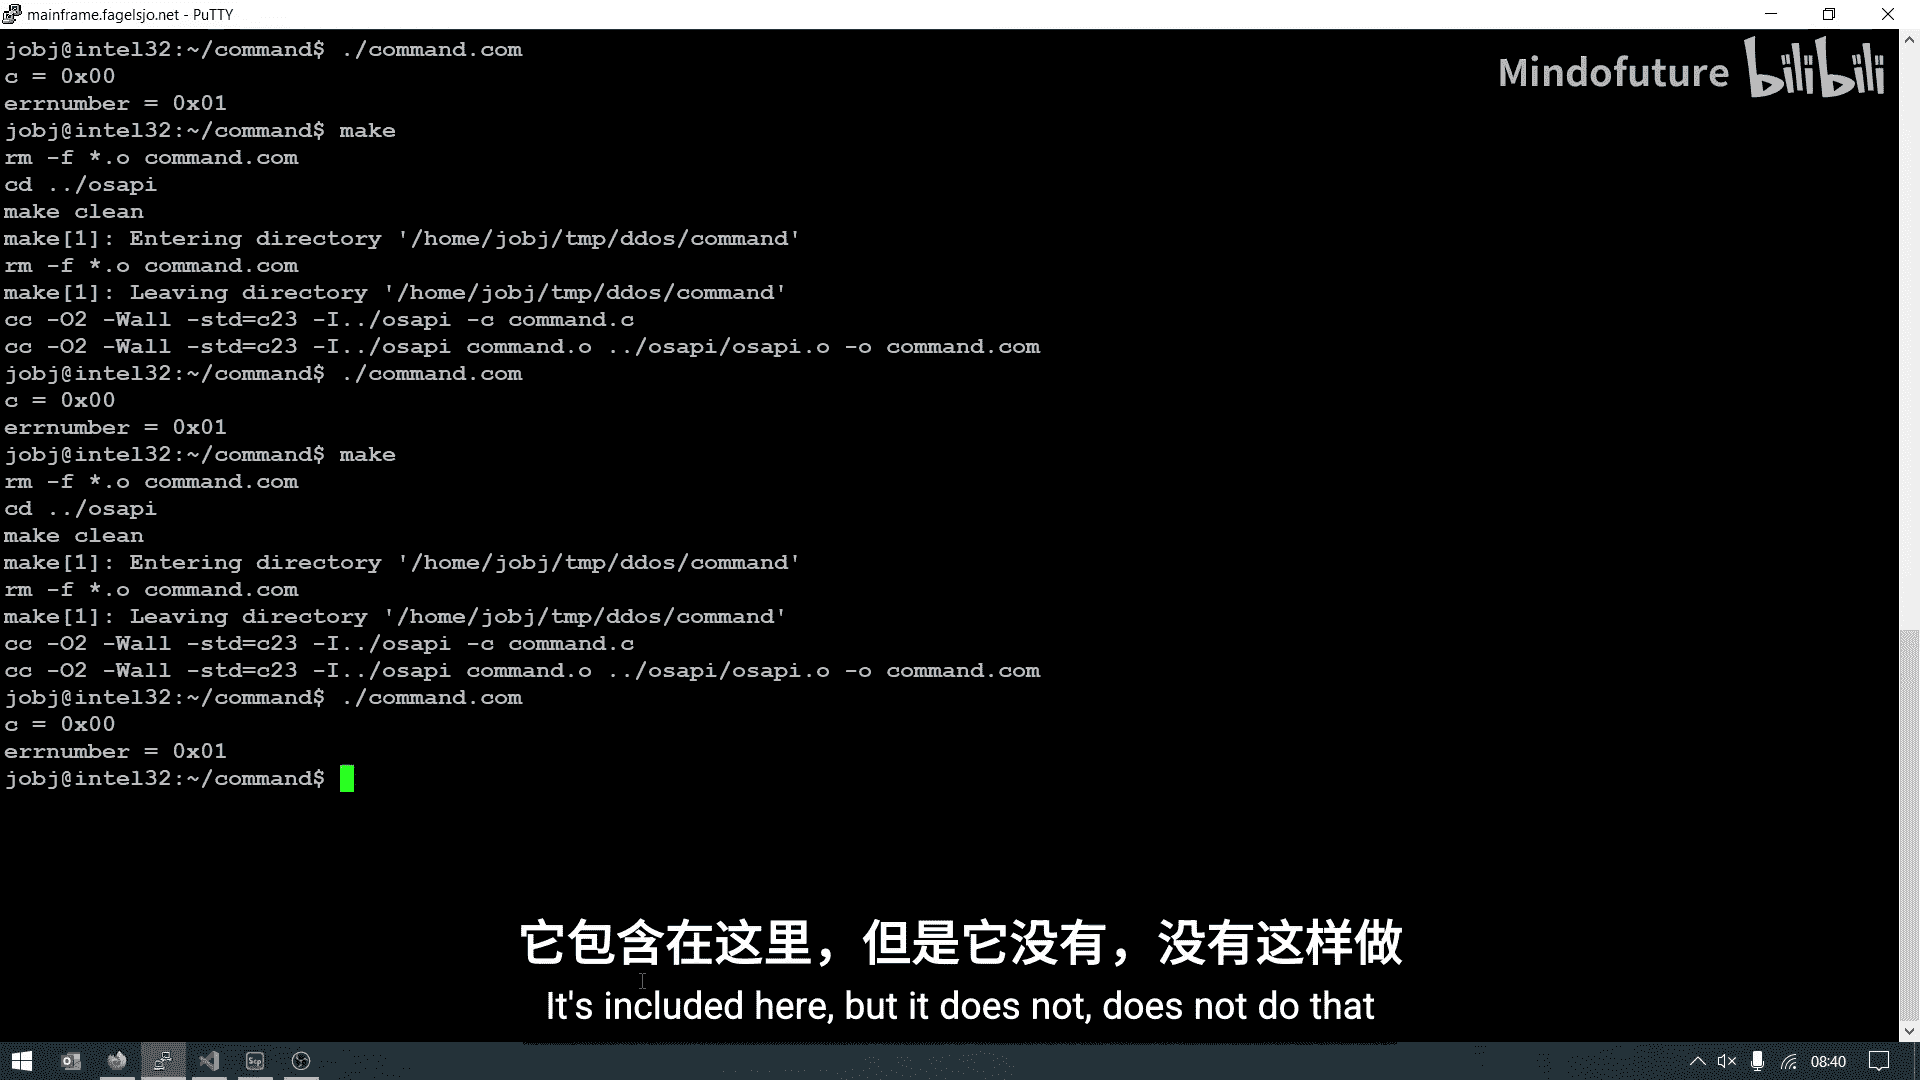 mainframe.fagelsjo.net - PuTTY
jobj@intel32:~/command$ ./command.com
c = 0x00
errnumber = 0x01
jobj@intel32:~/command$ make
rm -f *.o command.com
cd ../osapi
make clean
make[1]: Entering directory '/home/jobj/tmp/ddos/command'
rm -f *.o command.com
make[1]: Leaving directory '/home/jobj/tmp/ddos/command'
cc -O2 -Wall -std=c23 -I../osapi -c command.c
cc -O2 -Wall -std=c23 -I../osapi command.o ../osapi/osapi.o -o command.com
jobj@intel32:~/command$ ./command.com
c = 0x00
errnumber = 0x01
jobj@intel32:~/command$ make
rm -f *.o command.com
cd ../osapi
make clean
make[1]: Entering directory '/home/jobj/tmp/ddos/command'
rm -f *.o command.com
make[1]: Leaving directory '/home/jobj/tmp/ddos/command'
cc -O2 -Wall -std=c23 -I../osapi -c command.c
cc -O2 -Wall -std=c23 -I../osapi command.o ../osapi/osapi.o -o command.com
jobj@intel32:~/command$ ./command.com
c = 0x00
errnumber = 0x01
jobj@intel32:~/command$
Mindofuture bilibili
它包含在这里，但是它没有，没有这样做
It's included here, but it does not, does not do that
08:40